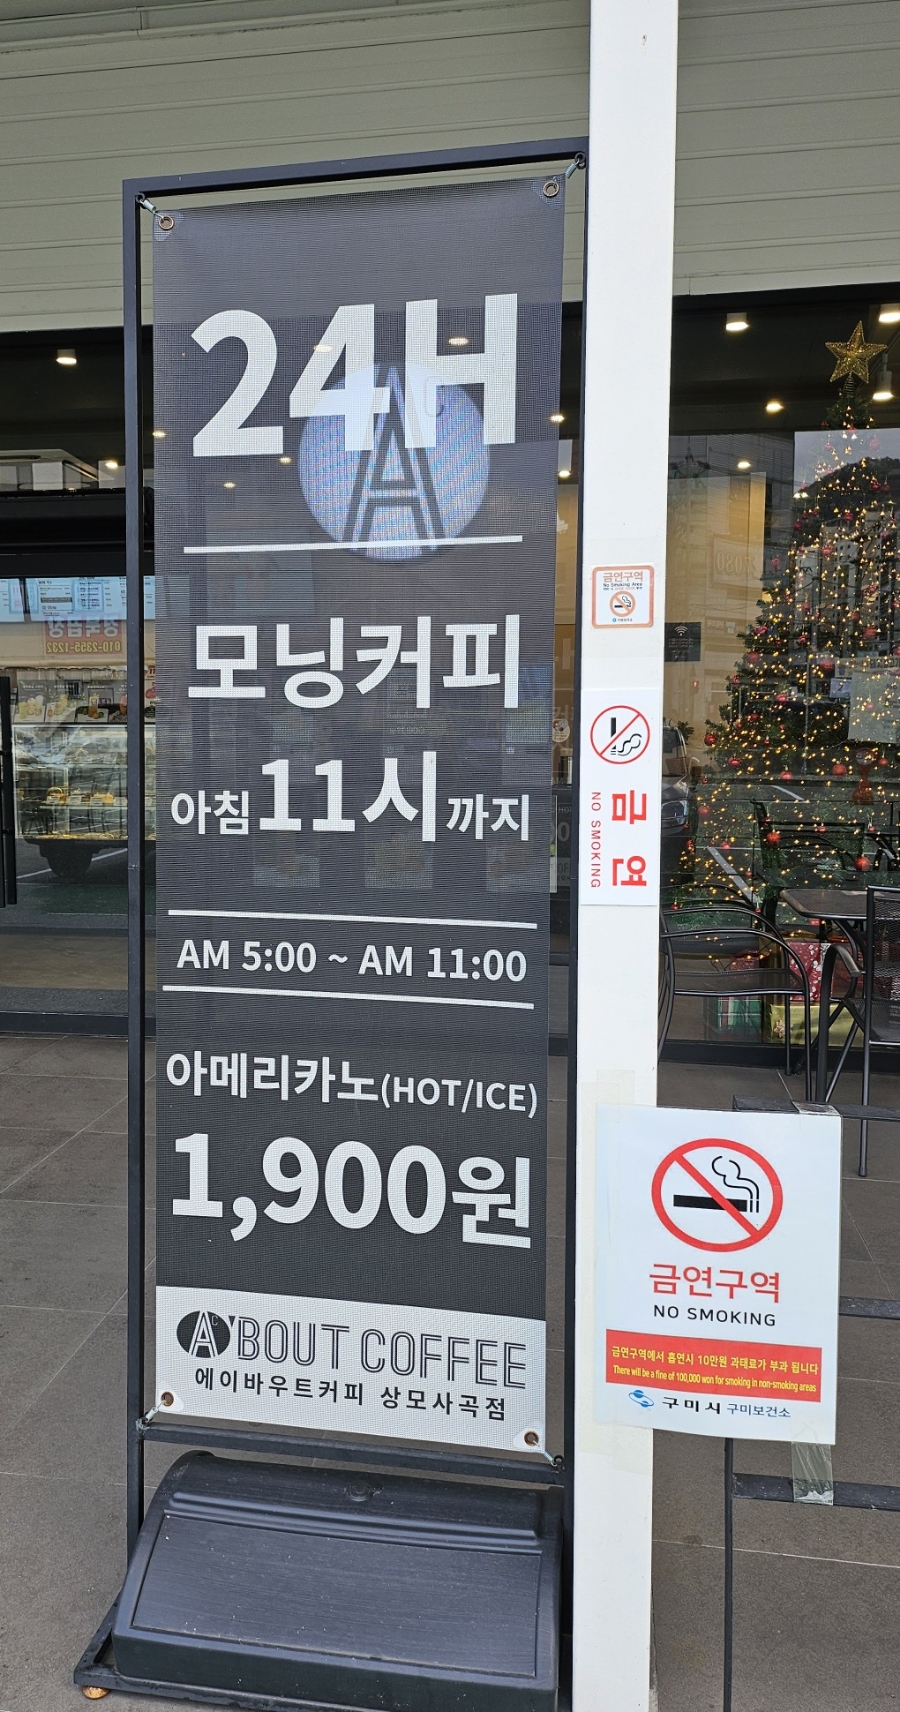 24H
모닝커피
아침 11시까지
AM 5:00 ~ AM 11:00
아메리카노(HOT/ICE)
1,900원
A'BOUT COFFEE
에이바우트커피 상모사곡점
금연구역
No Smoking Area
금연
NO SMOKING
금연구역
NO SMOKING
금연구역에서 흡연시 10만원 과태료가 부과 됩니다
There will be a fine of 100,000 won for smoking in non-smoking areas
구미시 구미보건소
010-2355-1232